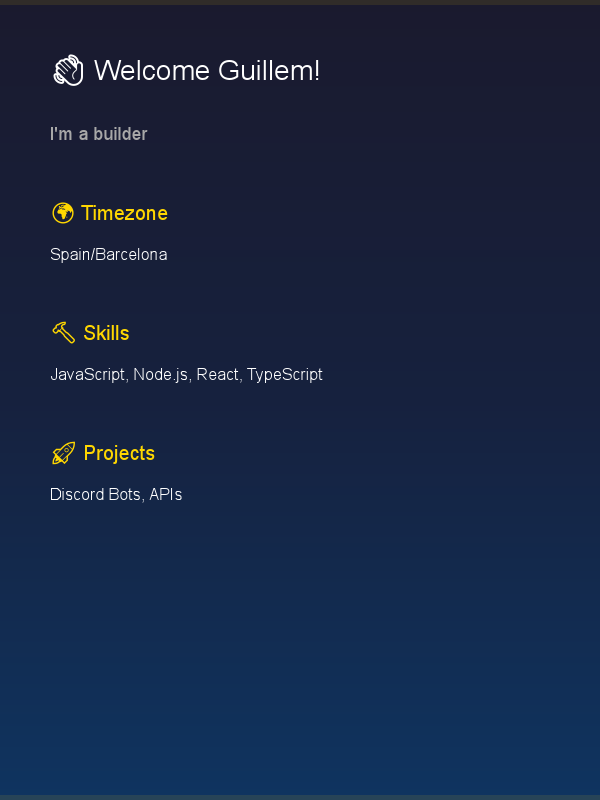 👋 Welcome Guillem!
I'm a builder
🌍 Timezone
Spain/Barcelona
🔨 Skills
JavaScript, Node.js, React, TypeScript
🚀 Projects
Discord Bots, APIs